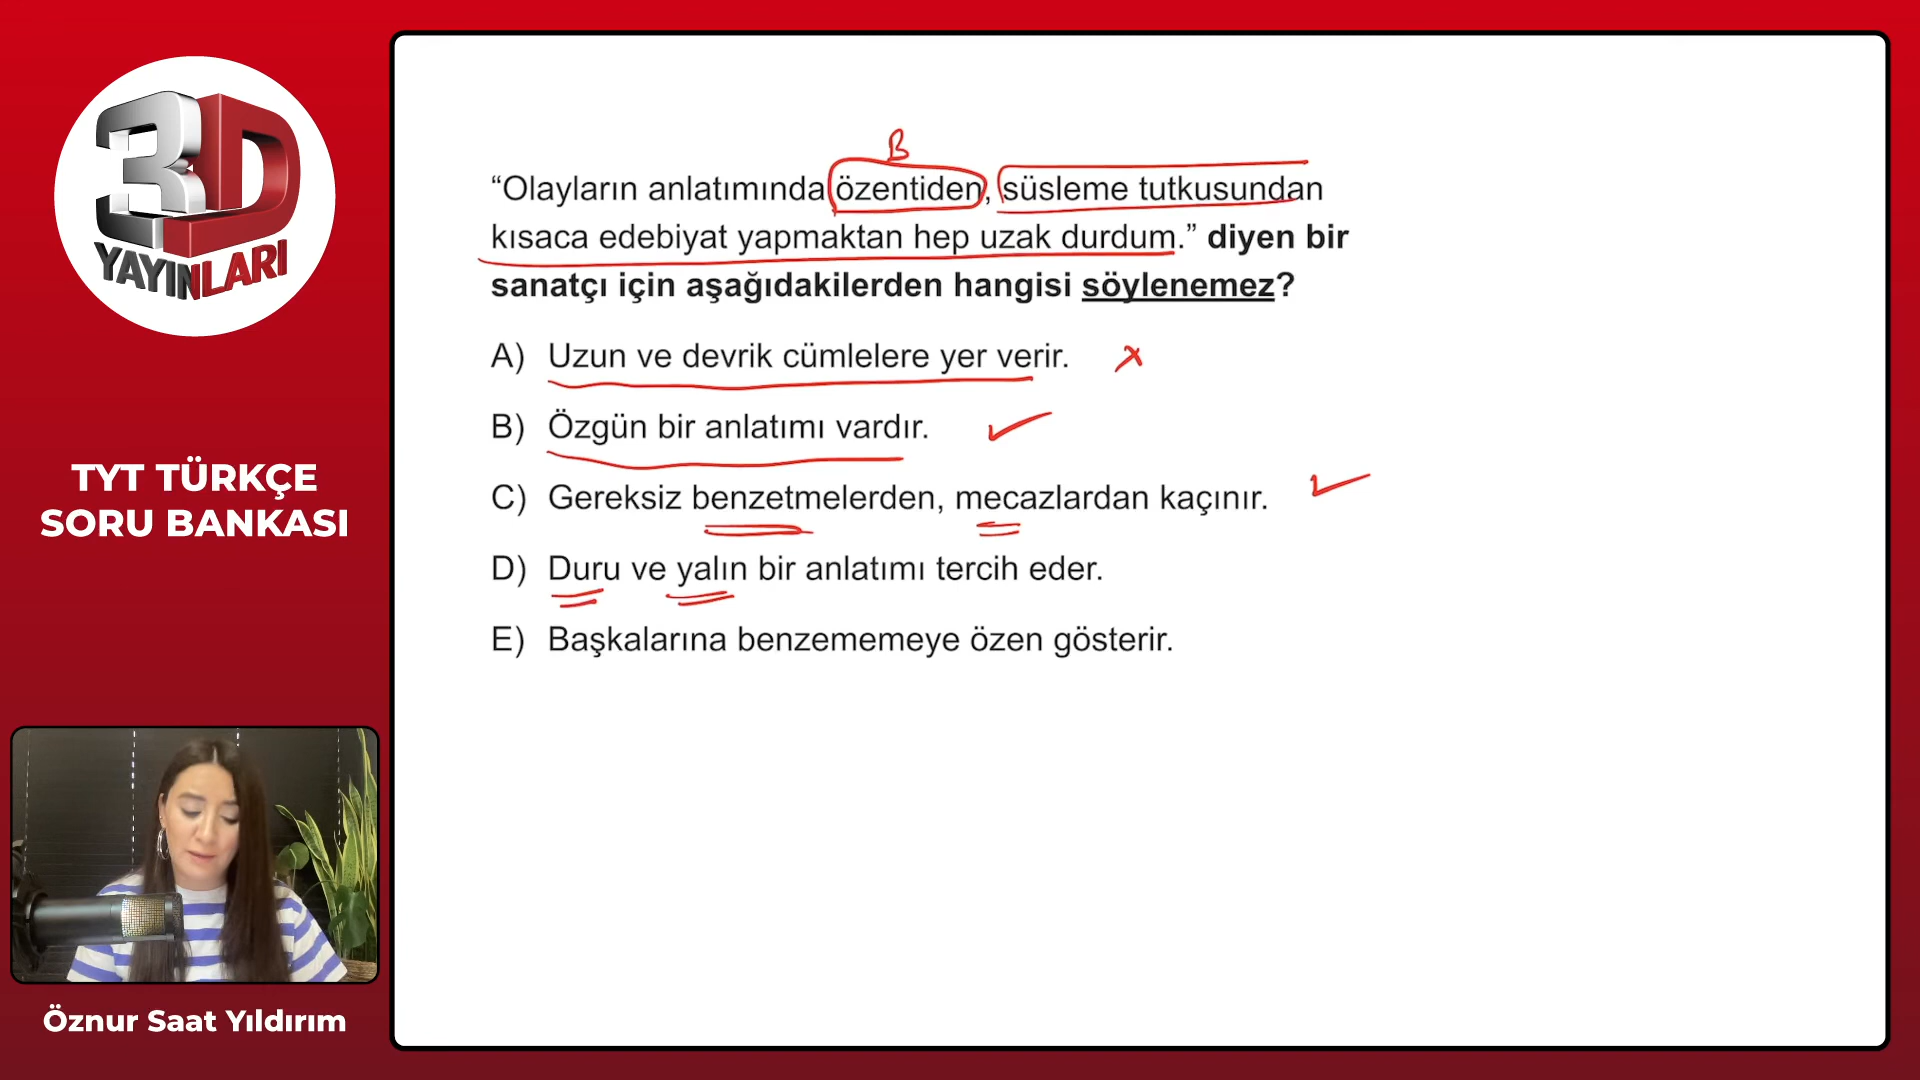 3D
YAYINLARI
TYT TÜRKÇE
SORU BANKASI
Öznur Saat Yıldırım
B
“Olayların anlatımında özentiden, süsleme tutkusundan
kısaca edebiyat yapmaktan hep uzak durdum.” diyen bir
sanatçı için aşağıdakilerden hangisi söylenemez?
A) Uzun ve devrik cümlelere yer verir.
B) Özgün bir anlatımı vardır.
C) Gereksiz benzetmelerden, mecazlardan kaçınır.
D) Duru ve yalın bir anlatımı tercih eder.
E) Başkalarına benzememeye özen gösterir.